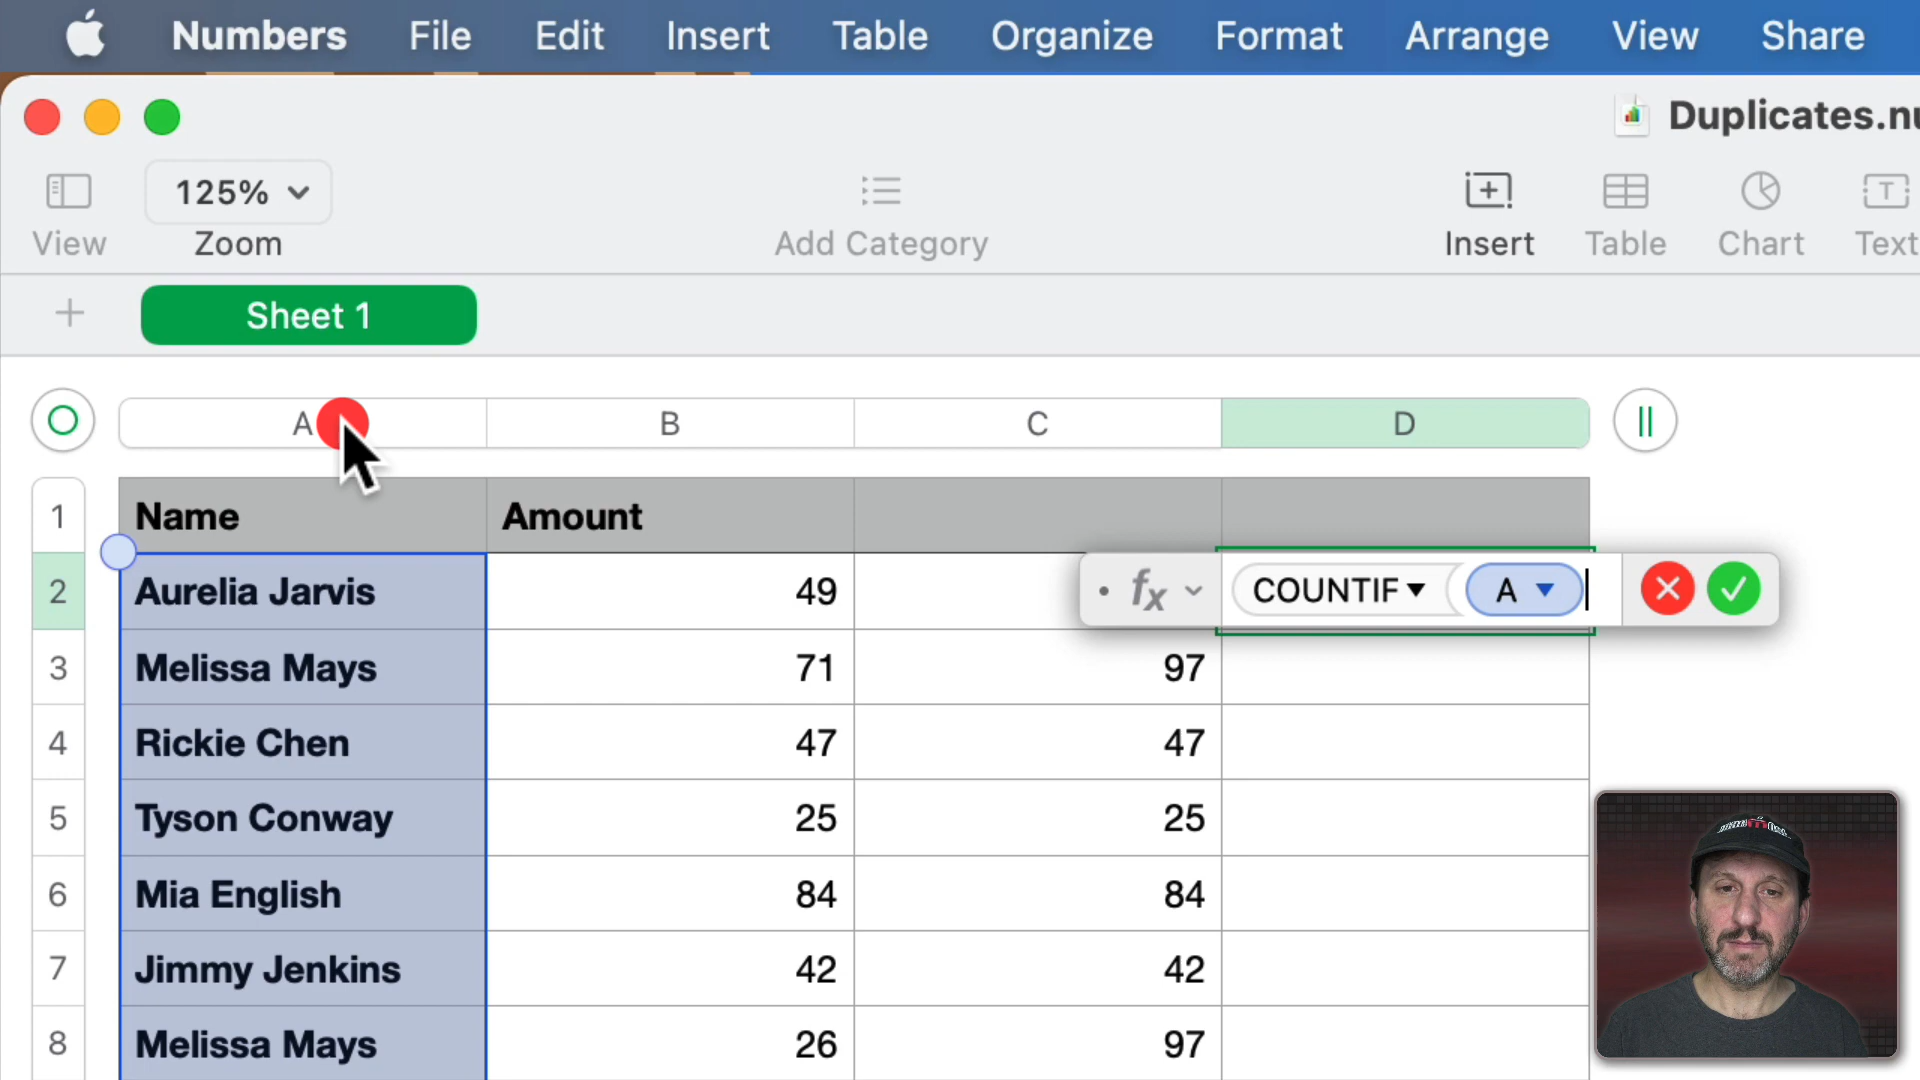 Numbers File Edit Insert Table Organize Format Arrange View Share
Duplicates.nu
125%
View Zoom Add Category Insert Table Chart Text
Sheet 1
A B C D
1 Name Amount
2 Aurelia Jarvis 49 fx COUNTIF A
3 Melissa Mays 71 97
4 Rickie Chen 47 47
5 Tyson Conway 25 25
6 Mia English 84 84
7 Jimmy Jenkins 42 42
8 Melissa Mays 26 97